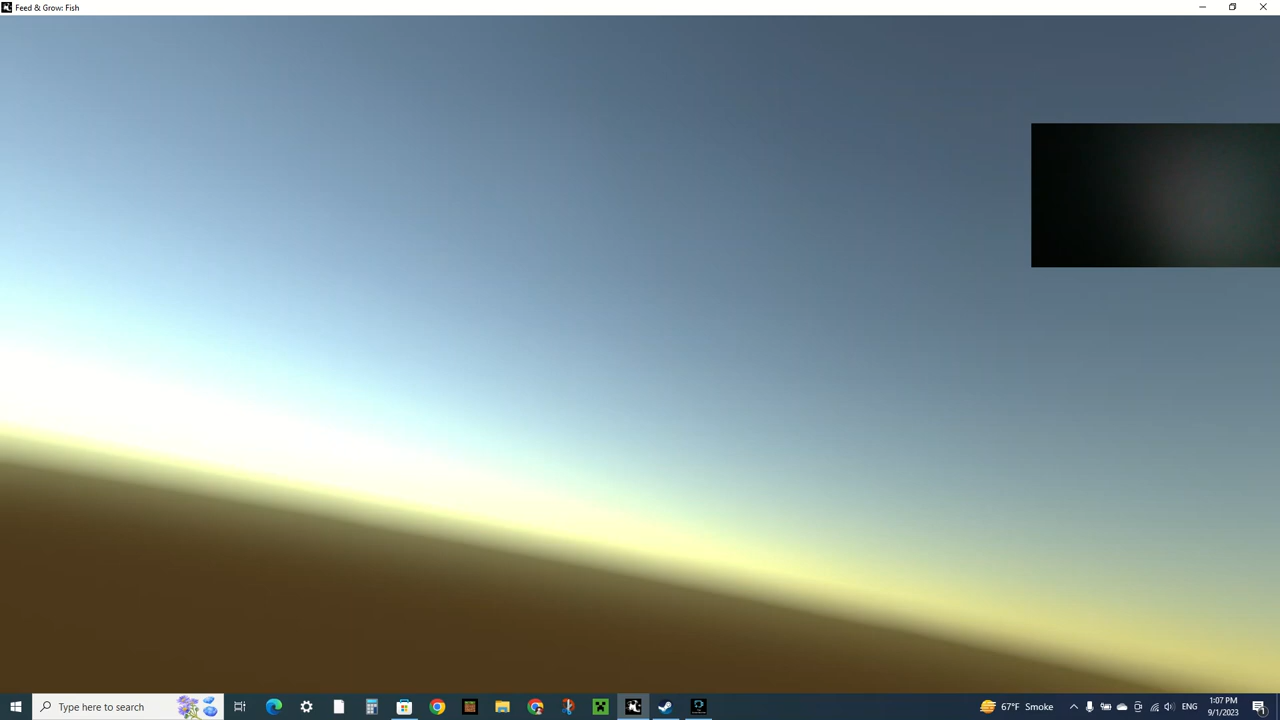 Feed & Grow: Fish
Type here to search
67°F Smoke
ENG
1:07 PM
9/1/2023